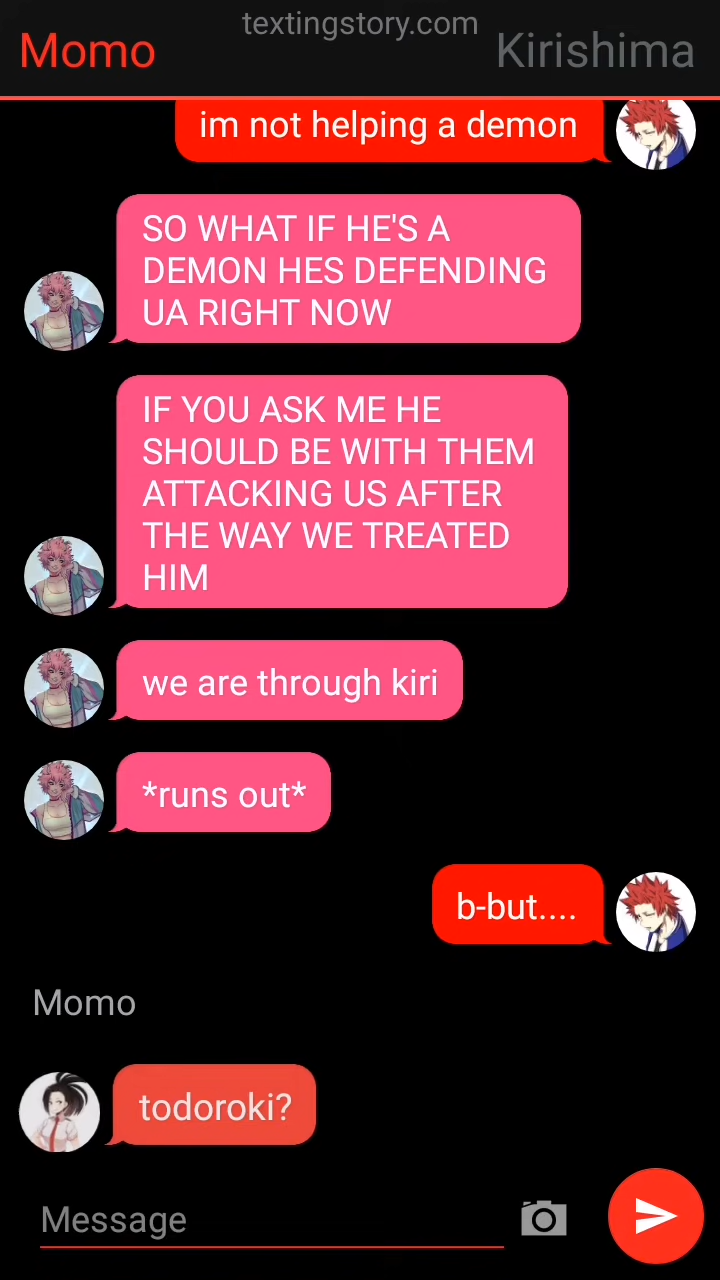 textingstory.com
Momo
Kirishima
im not helping a demon
SO WHAT IF HE'S A
DEMON HES DEFENDING
UA RIGHT NOW
IF YOU ASK ME HE
SHOULD BE WITH THEM
ATTACKING US AFTER
THE WAY WE TREATED
HIM
we are through kiri
*runs out*
b-but....
Momo
todoroki?
Message